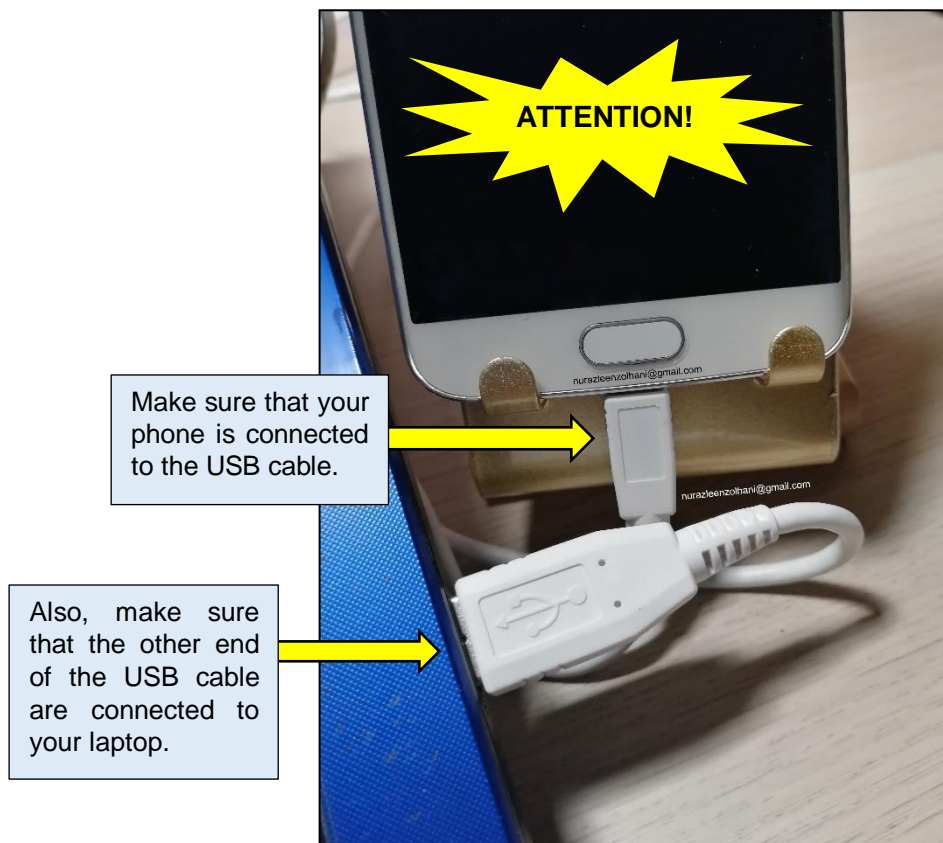 ATTENTION!
nurazleenzolhani@gmail.com
Make sure that your
phone is connected
to the USB cable.
nurazleenzolhani@gmail.com
Also, make sure
that the other end
of the USB cable
are connected to
your laptop.